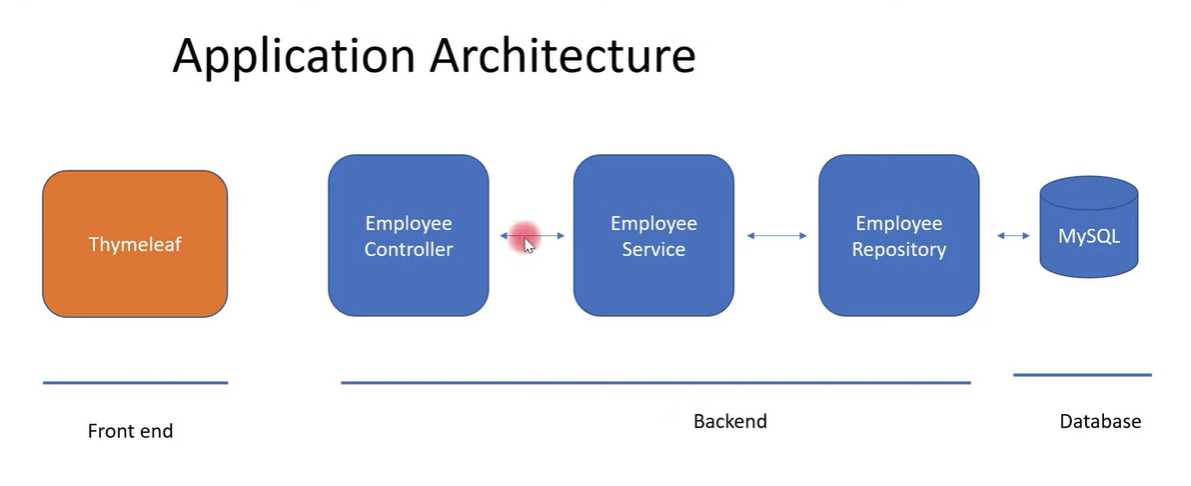 Application Architecture
Thymeleaf
Employee
Controller
Employee
Service
Employee
Repository
MySQL
Front end
Backend
Database